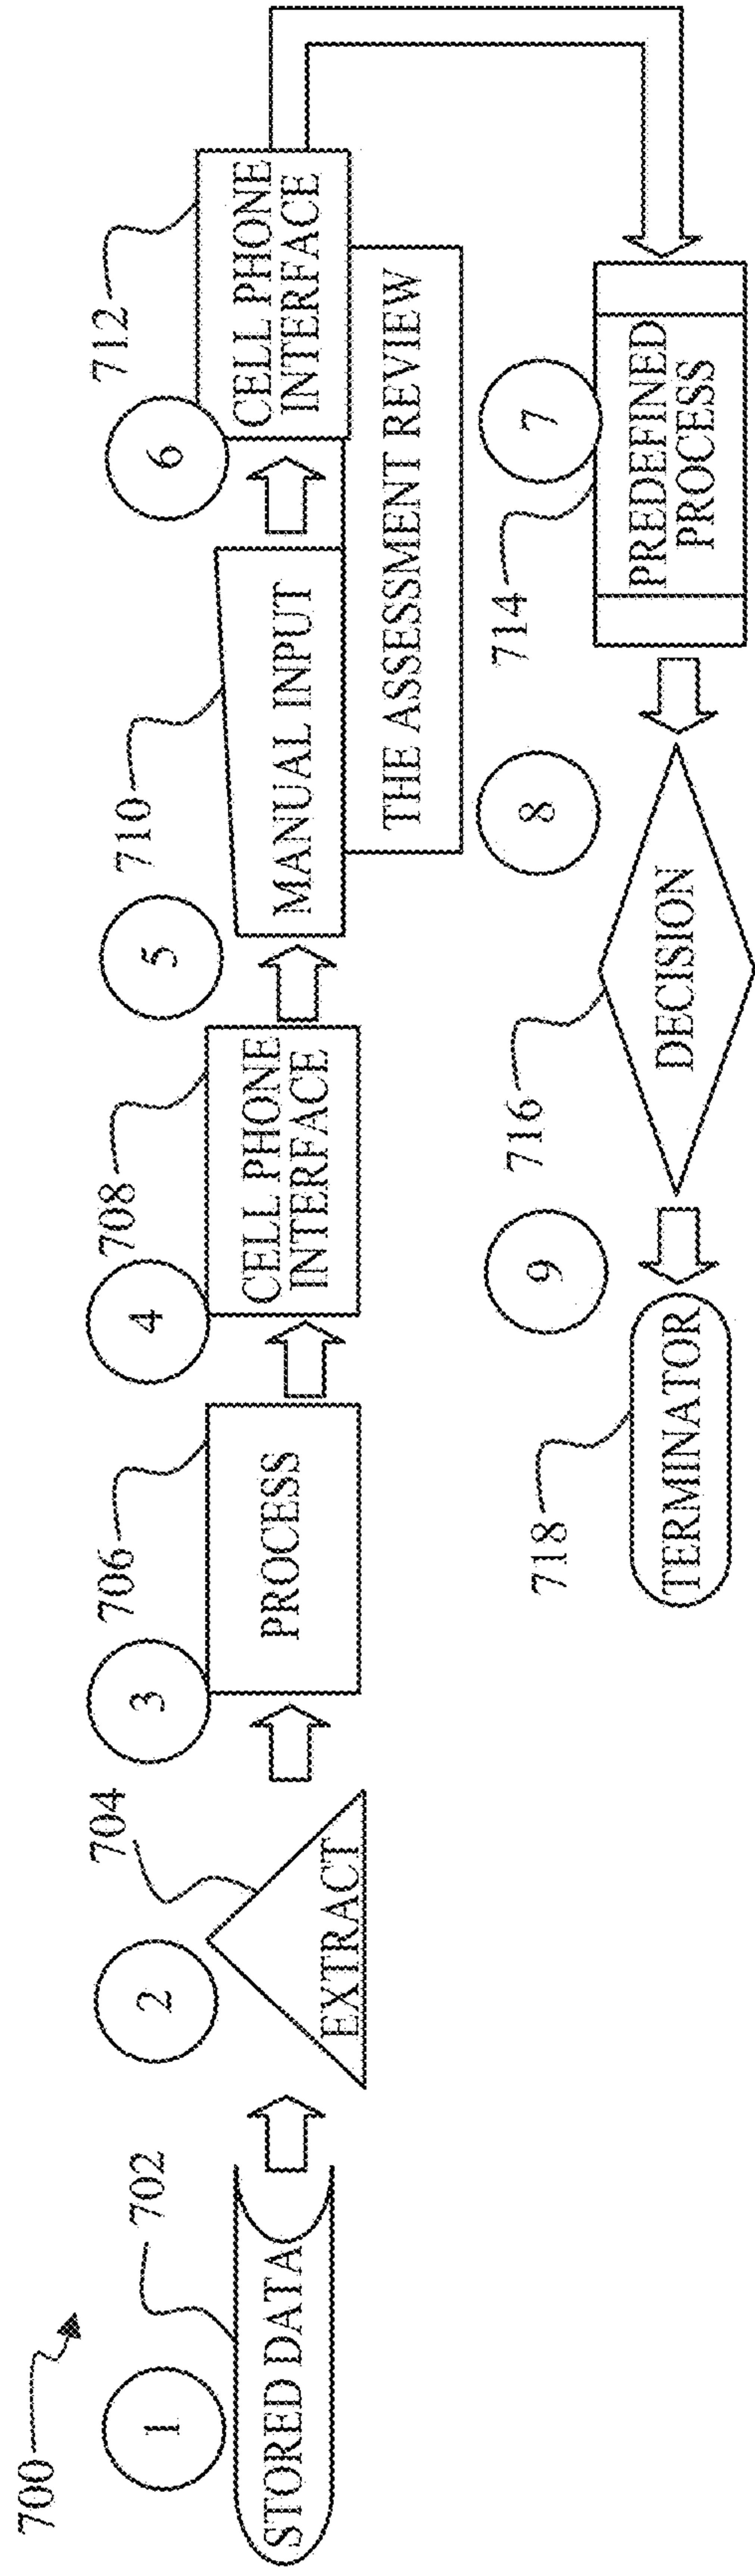 700
1
702
STORED DATA
2
704
EXTRACT
3
706
PROCESS
4
708
CELL PHONE
INTERFACE
5
710
MANUAL INPUT
6
712
CELL PHONE
INTERFACE
THE ASSESSMENT REVIEW
7
714
PREDEFINED
PROCESS
8
716
DECISION
9
718
TERMINATOR